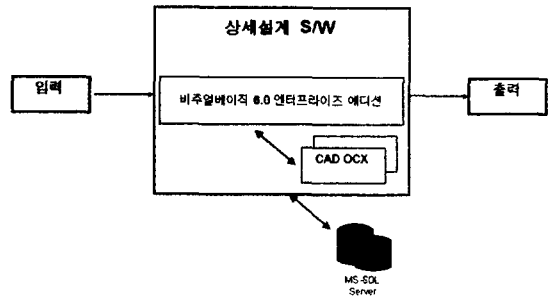 상세설계 S/W
입력
비주얼베이직 6.0 엔터프라이즈 에디션
출력
CAD OCX
MS-SQL
Server